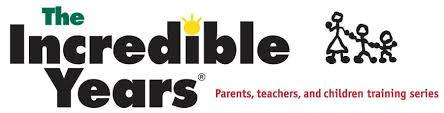 The
Incredible
Years®
Parents, teachers, and children training series